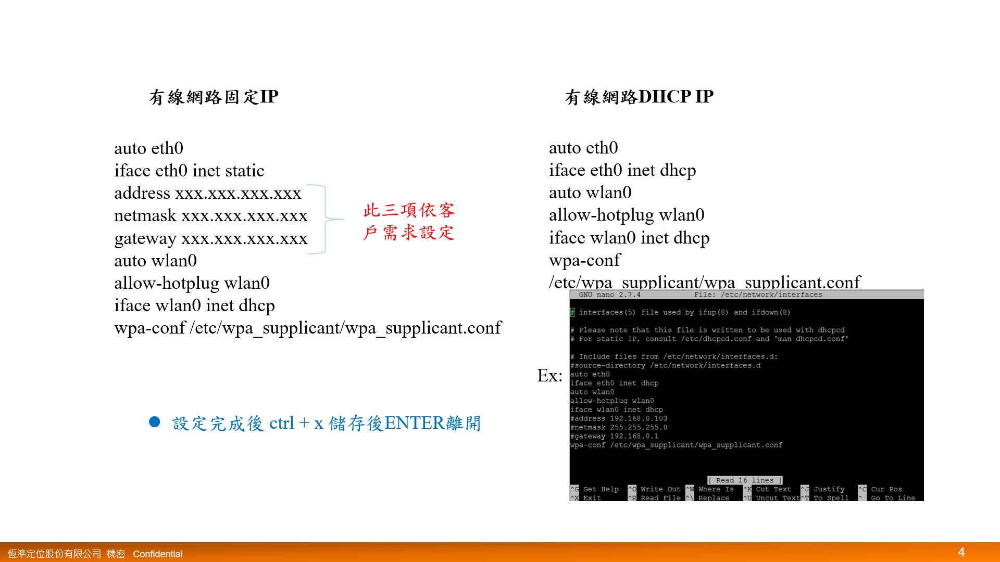 有線網路固定IP
auto eth0
iface eth0 inet static
address xxx.xxx.xxx.xxx
netmask xxx.xxx.xxx.xxx
gateway xxx.xxx.xxx.xxx
auto wlan0
allow-hotplug wlan0
iface wlan0 inet dhcp
wpa-conf /etc/wpa_supplicant/wpa_supplicant.conf
此三項依客
戶需求設定
● 設定完成後 ctrl + x 儲存後ENTER離開
有線網路DHCP IP
auto eth0
iface eth0 inet dhcp
auto wlan0
allow-hotplug wlan0
iface wlan0 inet dhcp
wpa-conf
/etc/wpa_supplicant/wpa_supplicant.conf
Ex:
GNU nano 2.7.4 File: /etc/network/interfaces
# interfaces(5) file used by ifup(8) and ifdown(8)
# Please note that this file is written to be used with dhcpcd
# For static IP, consult /etc/dhcpcd.conf and 'man dhcpcd.conf'
# Include files from /etc/network/interfaces.d:
#source-directory /etc/network/interfaces.d
auto eth0
iface eth0 inet dhcp
auto wlan0
allow-hotplug wlan0
iface wlan0 inet dhcp
#address 192.168.0.103
#netmask 255.255.255.0
#gateway 192.168.0.1
wpa-conf /etc/wpa_supplicant/wpa_supplicant.conf
[ Read 16 lines ]
^G Get Help ^O Write Out ^W Where Is ^K Cut Text ^J Justify ^C Cur Pos
^X Exit ^R Read File ^\ Replace ^U Uncut Text ^T To Spell ^_ Go To Line
恆準定位股份有限公司 機密 Confidential
4